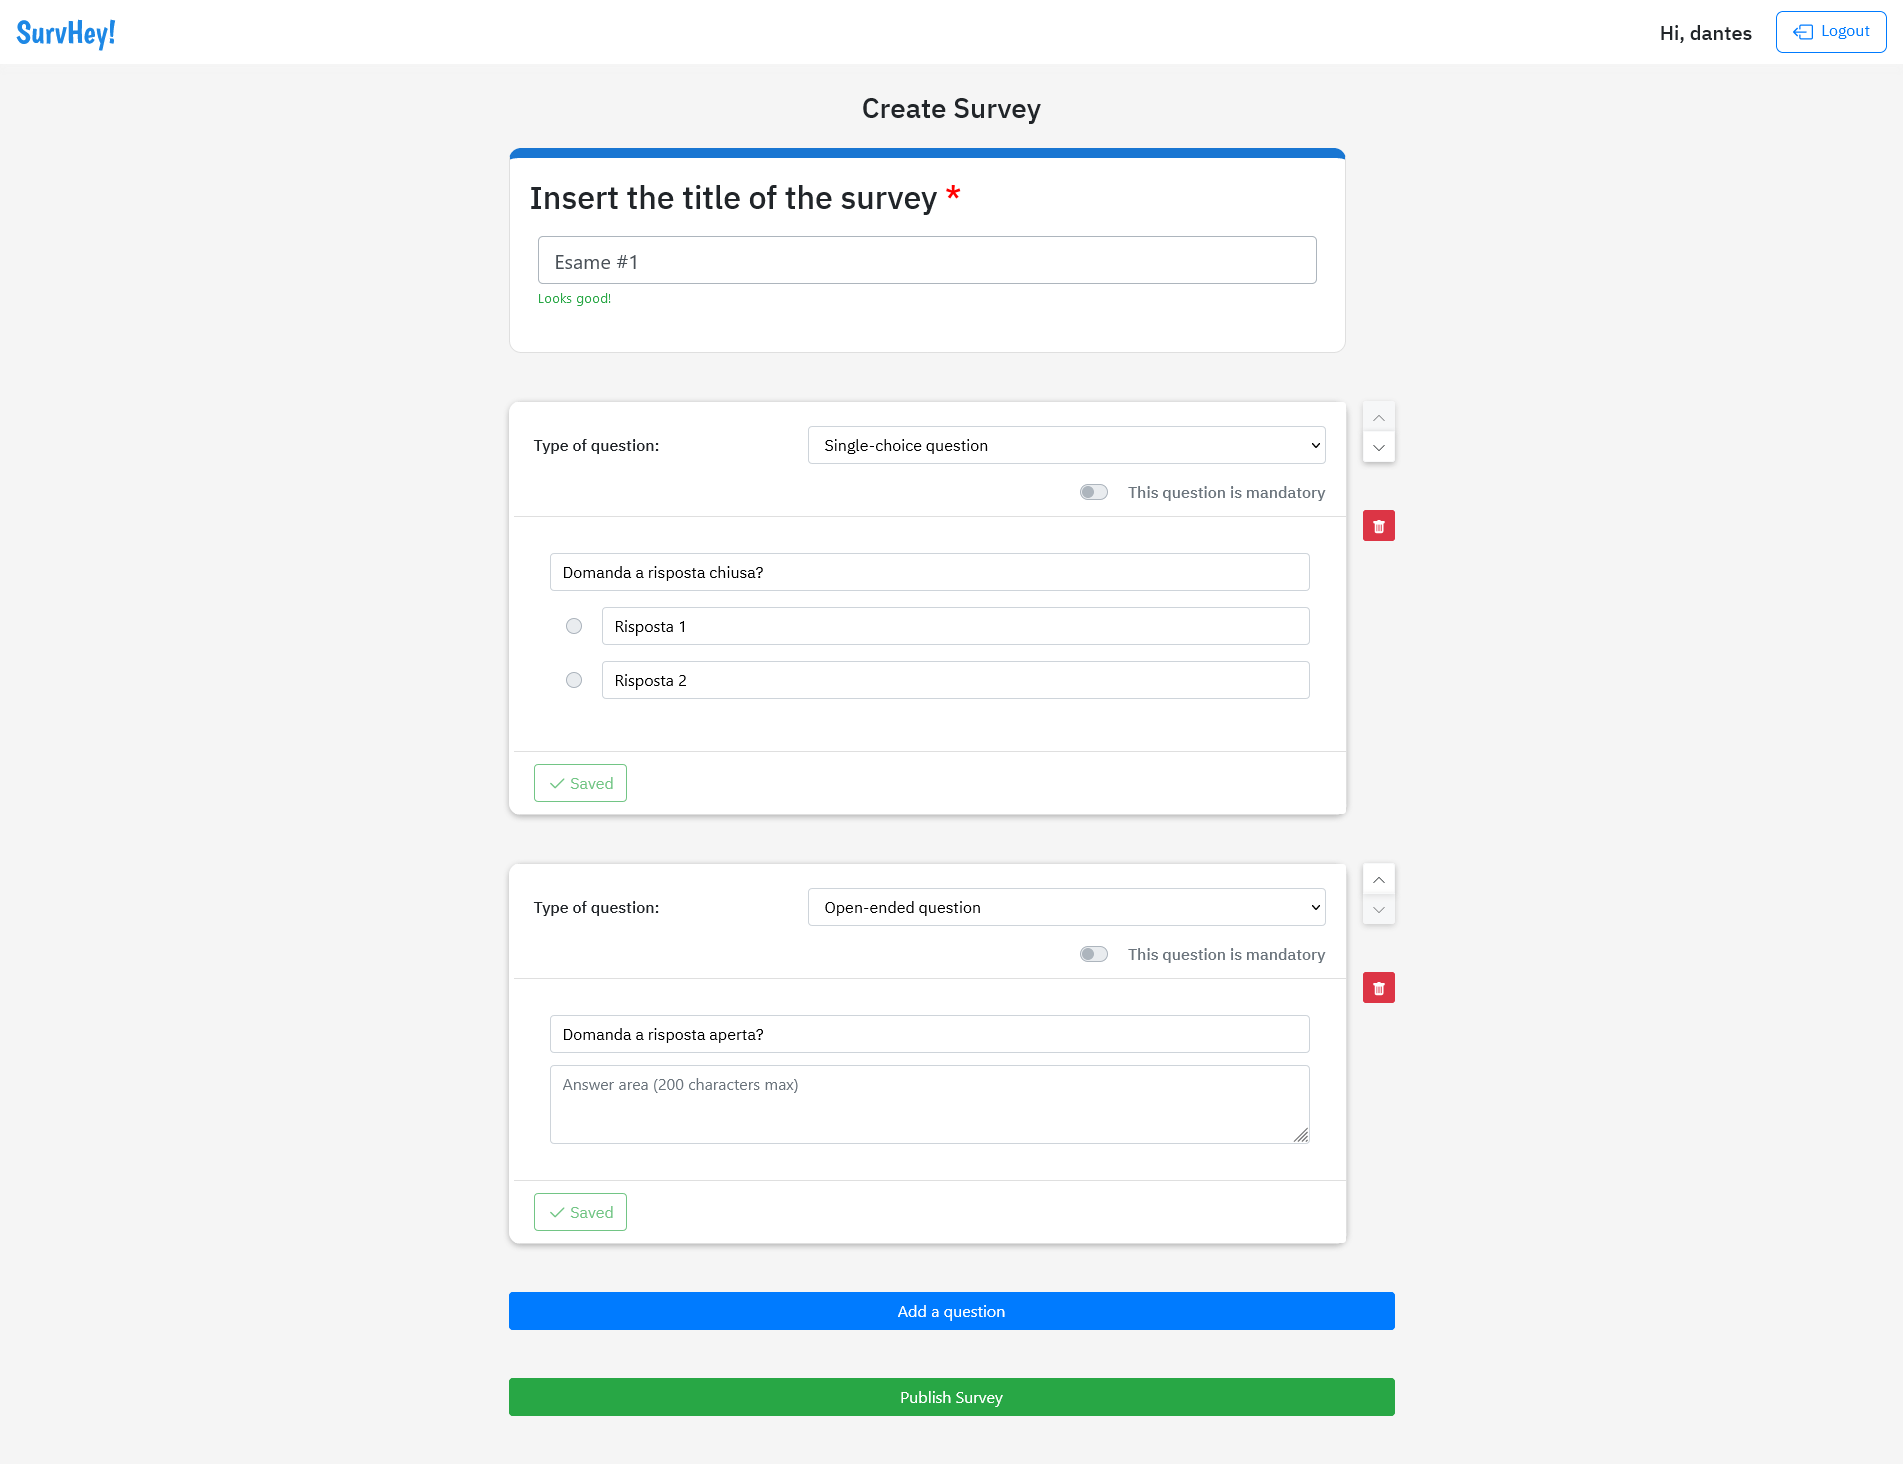 SurvHey!
Hi, dantes
Logout
Create Survey
Insert the title of the survey *
Esame #1
Looks good!
Type of question:
Single-choice question
This question is mandatory
Domanda a risposta chiusa?
Risposta 1
Risposta 2
Saved
Type of question:
Open-ended question
This question is mandatory
Domanda a risposta aperta?
Answer area (200 characters max)
Saved
Add a question
Publish Survey